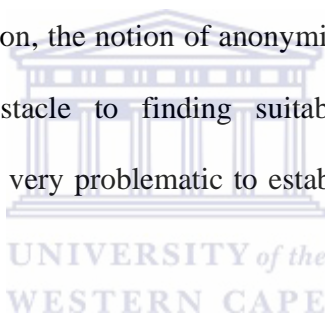 on, the notion of anonymi
stacle to finding suitab
very problematic to estab
UNIVERSITY of the
WESTERN CAPE